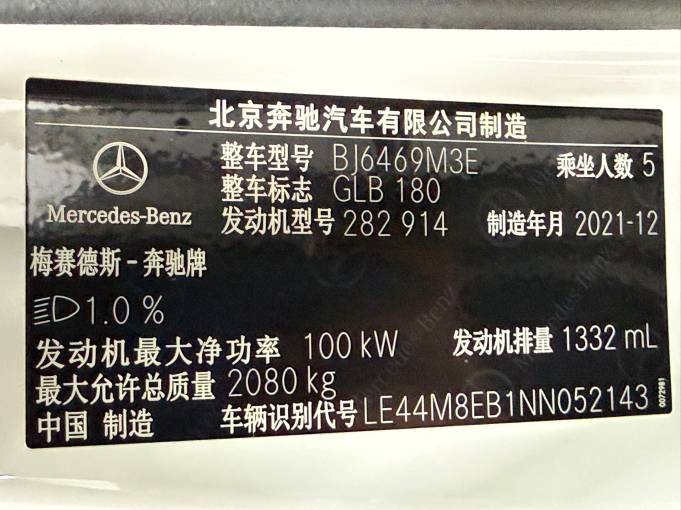 北京奔驰汽车有限公司制造
整车型号 BJ6469M3E 乘坐人数 5
整车标志 GLB 180
Mercedes-Benz
发动机型号 282 914 制造年月 2021-12
梅赛德斯-奔驰牌
1.0 %
发动机最大净功率 100 kW 发动机排量 1332 mL
最大允许总质量 2080 kg
中国 制造 车辆识别代号 LE44M8EB1NN052143
0072981